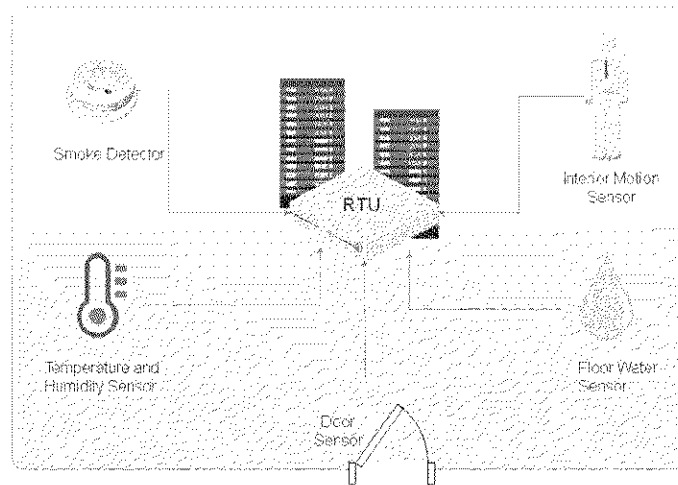 Smoke Detector
RTU
Interior Motion
Sensor
Temperature and
Humidity Sensor
Floor Water
Sensor
Door
Sensor